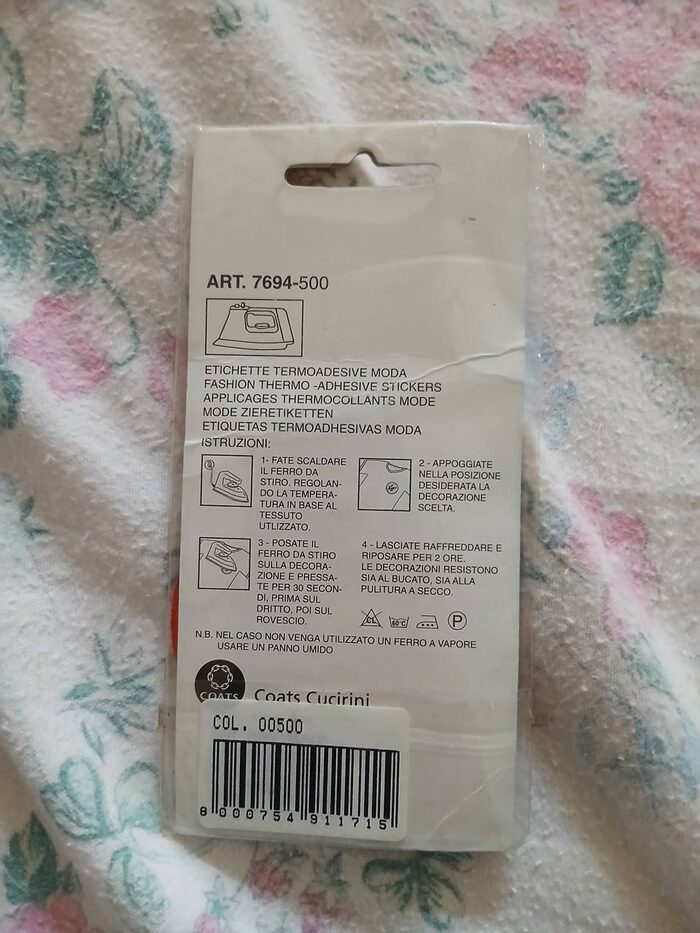 ART. 7694-500
ETICHETTE TERMOADESIVE MODA
FASHION THERMO -ADHESIVE STICKERS
APPLICAGES THERMOCOLLANTS MODE
MODE ZIERETIKETTEN
ETIQUETAS TERMOADHESIVAS MODA
ISTRUZIONI:
1- FATE SCALDARE
IL FERRO DA
STIRO. REGOLAN-
DO LA TEMPERA-
TURA IN BASE AL
TESSUTO
UTLIZZATO.
2 - APPOGGIATE
NELLA POSIZIONE
DESIDERATA LA
DECORAZIONE
SCELTA.
3 - POSATE IL
FERRO DA STIRO
SULLA DECORA-
ZIONE E PRESSA-
TE PER 30 SECON-
DI, PRIMA SUL
DRITTO, POI SUL
ROVESCIO.
4 - LASCIATE RAFFREDDARE E
RIPOSARE PER 2 ORE.
LE DECORAZIONI RESISTONO
SIA AL BUCATO, SIA ALLA
PULITURA A SECCO.
CL 60°C P
N.B. NEL CASO NON VENGA UTILIZZATO UN FERRO A VAPORE
USARE UN PANNO UMIDO
COATS Coats Cucirini
COL. 00500
8 000754 911715